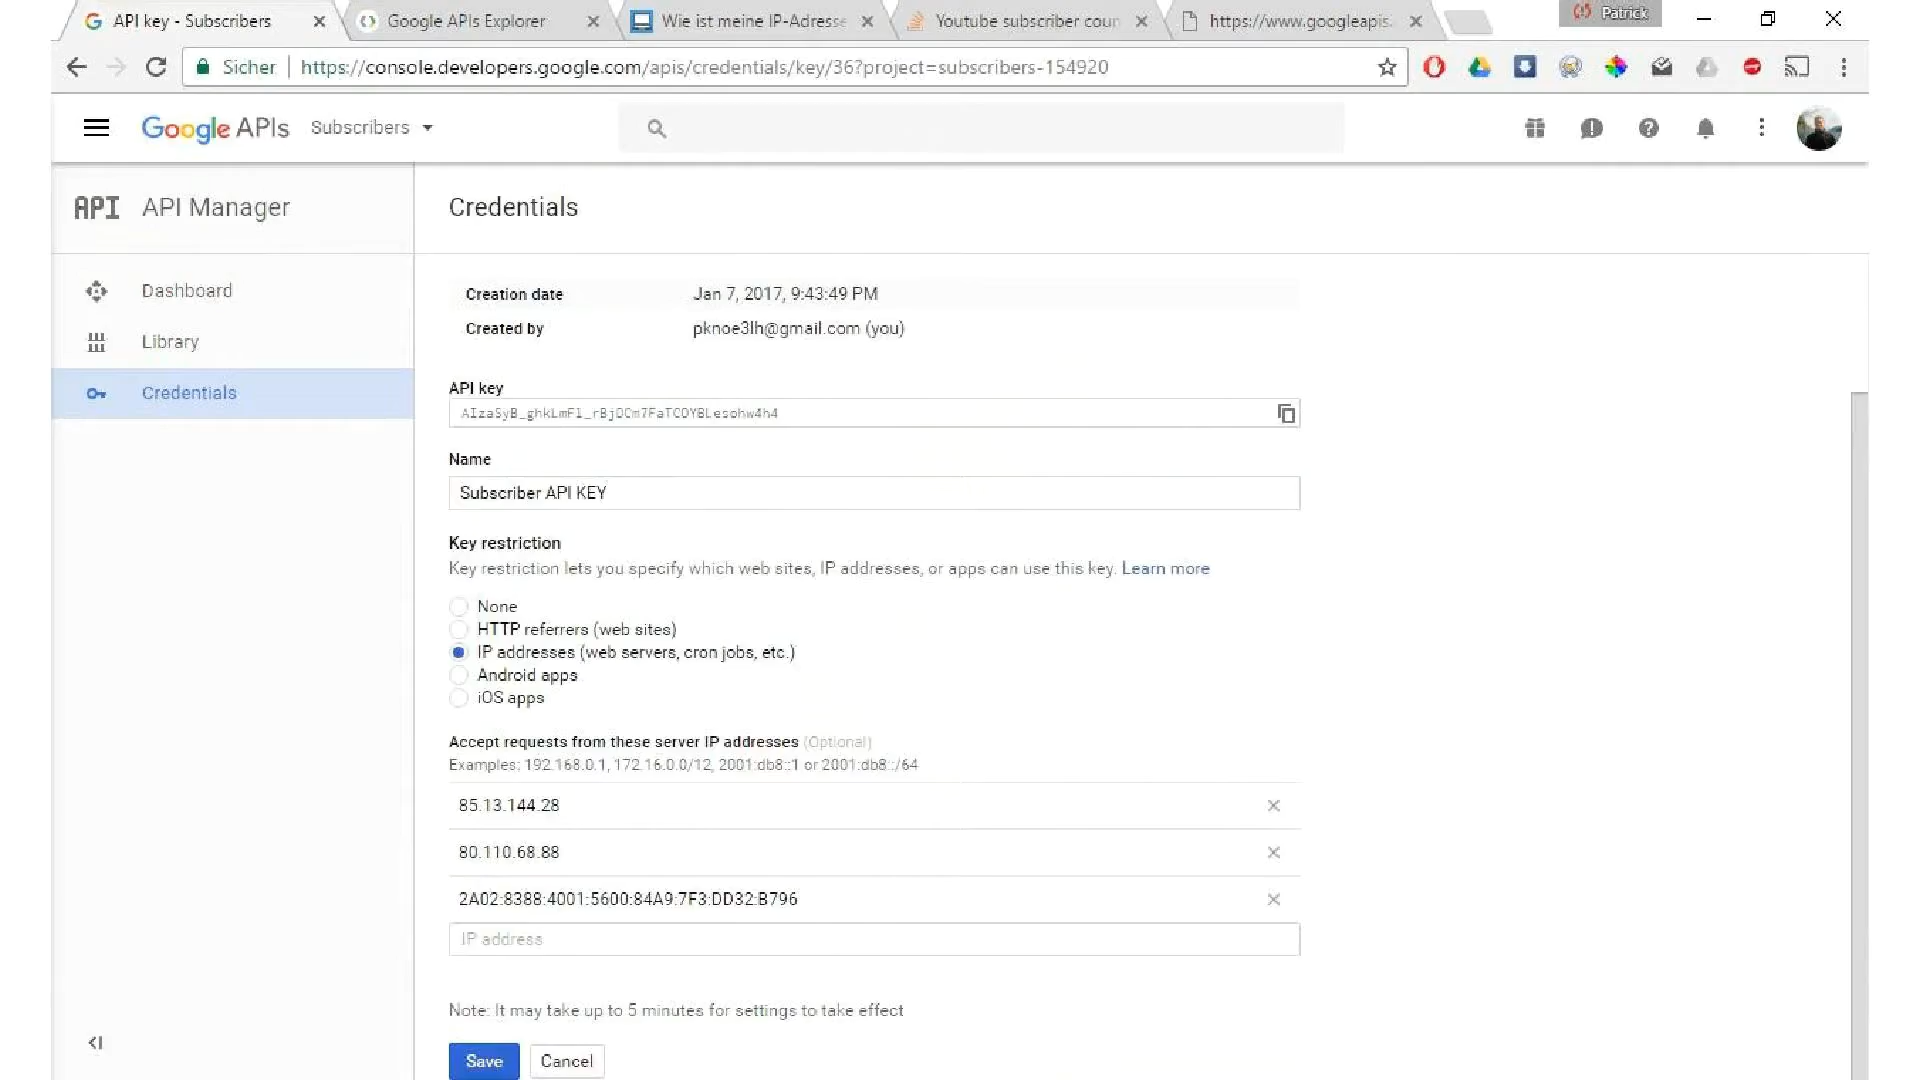 API key - Subscribers
Google APIs Explorer
Wie ist meine IP-Adresse
Youtube subscriber coun
https://www.googleapis.
Patrick
Sicher
https://console.developers.google.com/apis/credentials/key/36?project=subscribers-154920
Google APIs
Subscribers
API
API Manager
Credentials
Dashboard
Library
Credentials
Creation date
Jan 7, 2017, 9:43:49 PM
Created by
pknoe3lh@gmail.com (you)
API key
Name
Subscriber API KEY
Key restriction
Key restriction lets you specify which web sites, IP addresses, or apps can use this key. Learn more
None
HTTP referrers (web sites)
IP addresses (web servers, cron jobs, etc.)
Android apps
iOS apps
Accept requests from these server IP addresses (Optional)
Examples: 192.168.0.1, 172.16.0.0/12, 2001:db8::1 or 2001:db8::/64
85.13.144.28
80.110.68.88
2A02:8388:4001:5600:84A9:7F3:DD32:B796
IP address
Note: It may take up to 5 minutes for settings to take effect
Save
Cancel